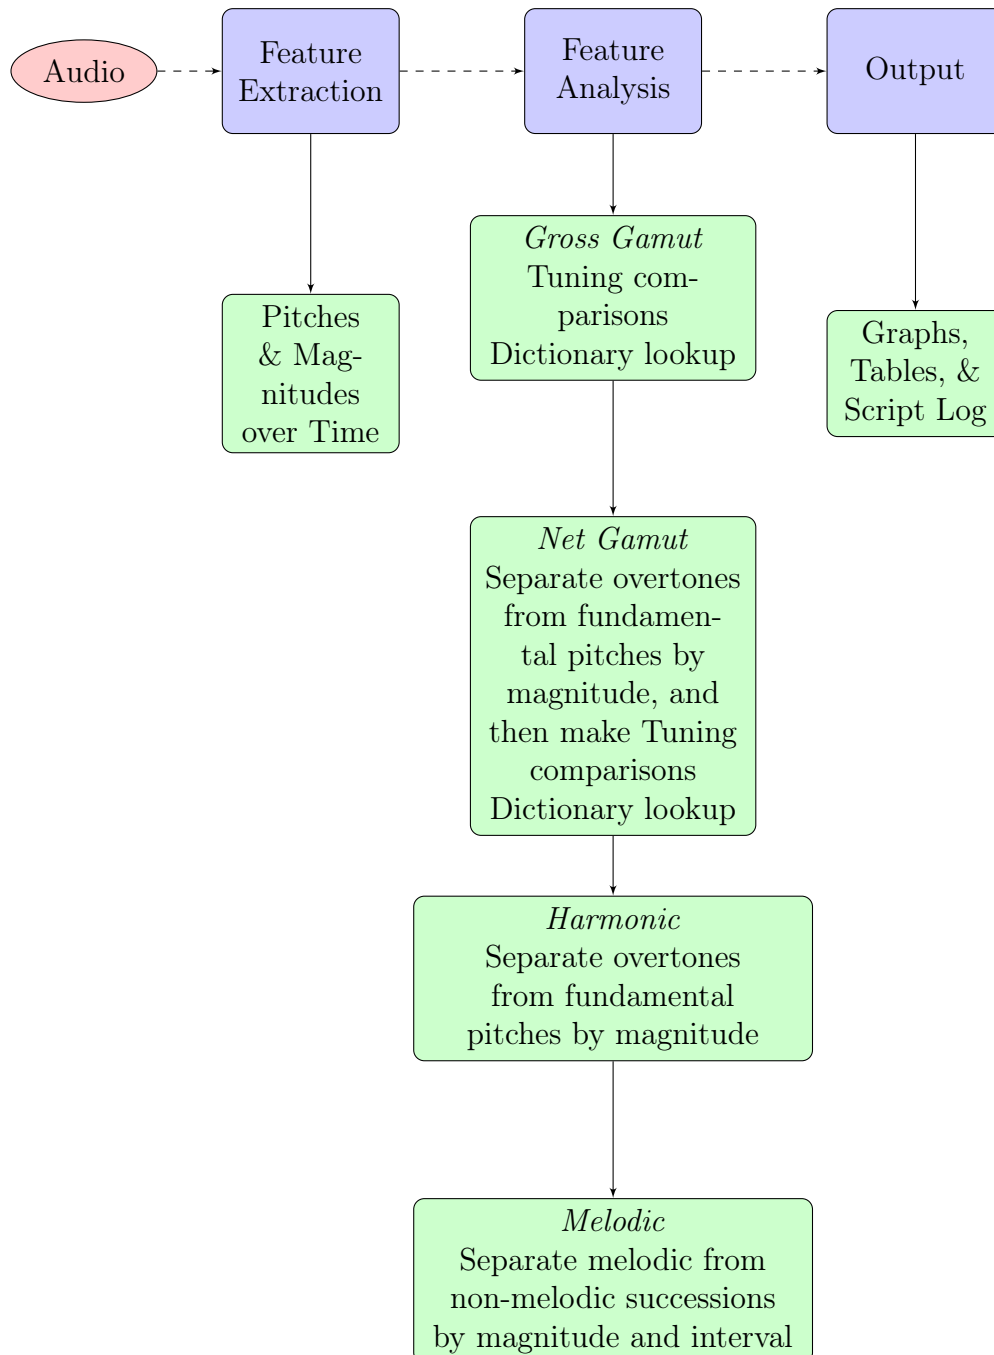 Audio
Feature
Extraction
Feature
Analysis
Output
Pitches
& Mag-
nitudes
over Time
Gross Gamut
Tuning com-
parisons
Dictionary lookup
Graphs,
Tables, &
Script Log
Net Gamut
Separate overtones
from fundamen-
tal pitches by
magnitude, and
then make Tuning
comparisons
Dictionary lookup
Harmonic
Separate overtones
from fundamental
pitches by magnitude
Melodic
Separate melodic from
non-melodic successions
by magnitude and interval